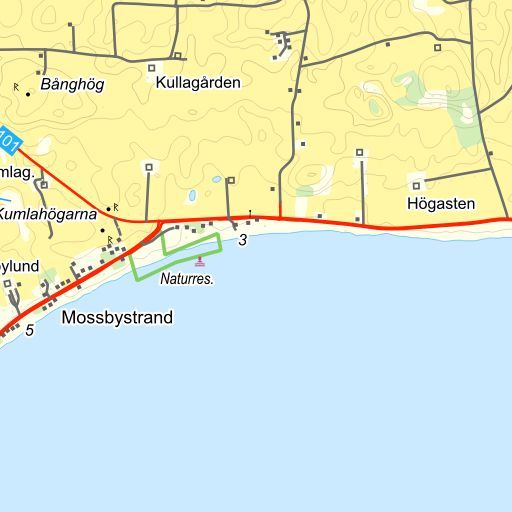 Bånghög
Kullagården
101
mlag.
Kumlahögarna
Högasten
3
ylund
Naturres.
Mossbystrand
5